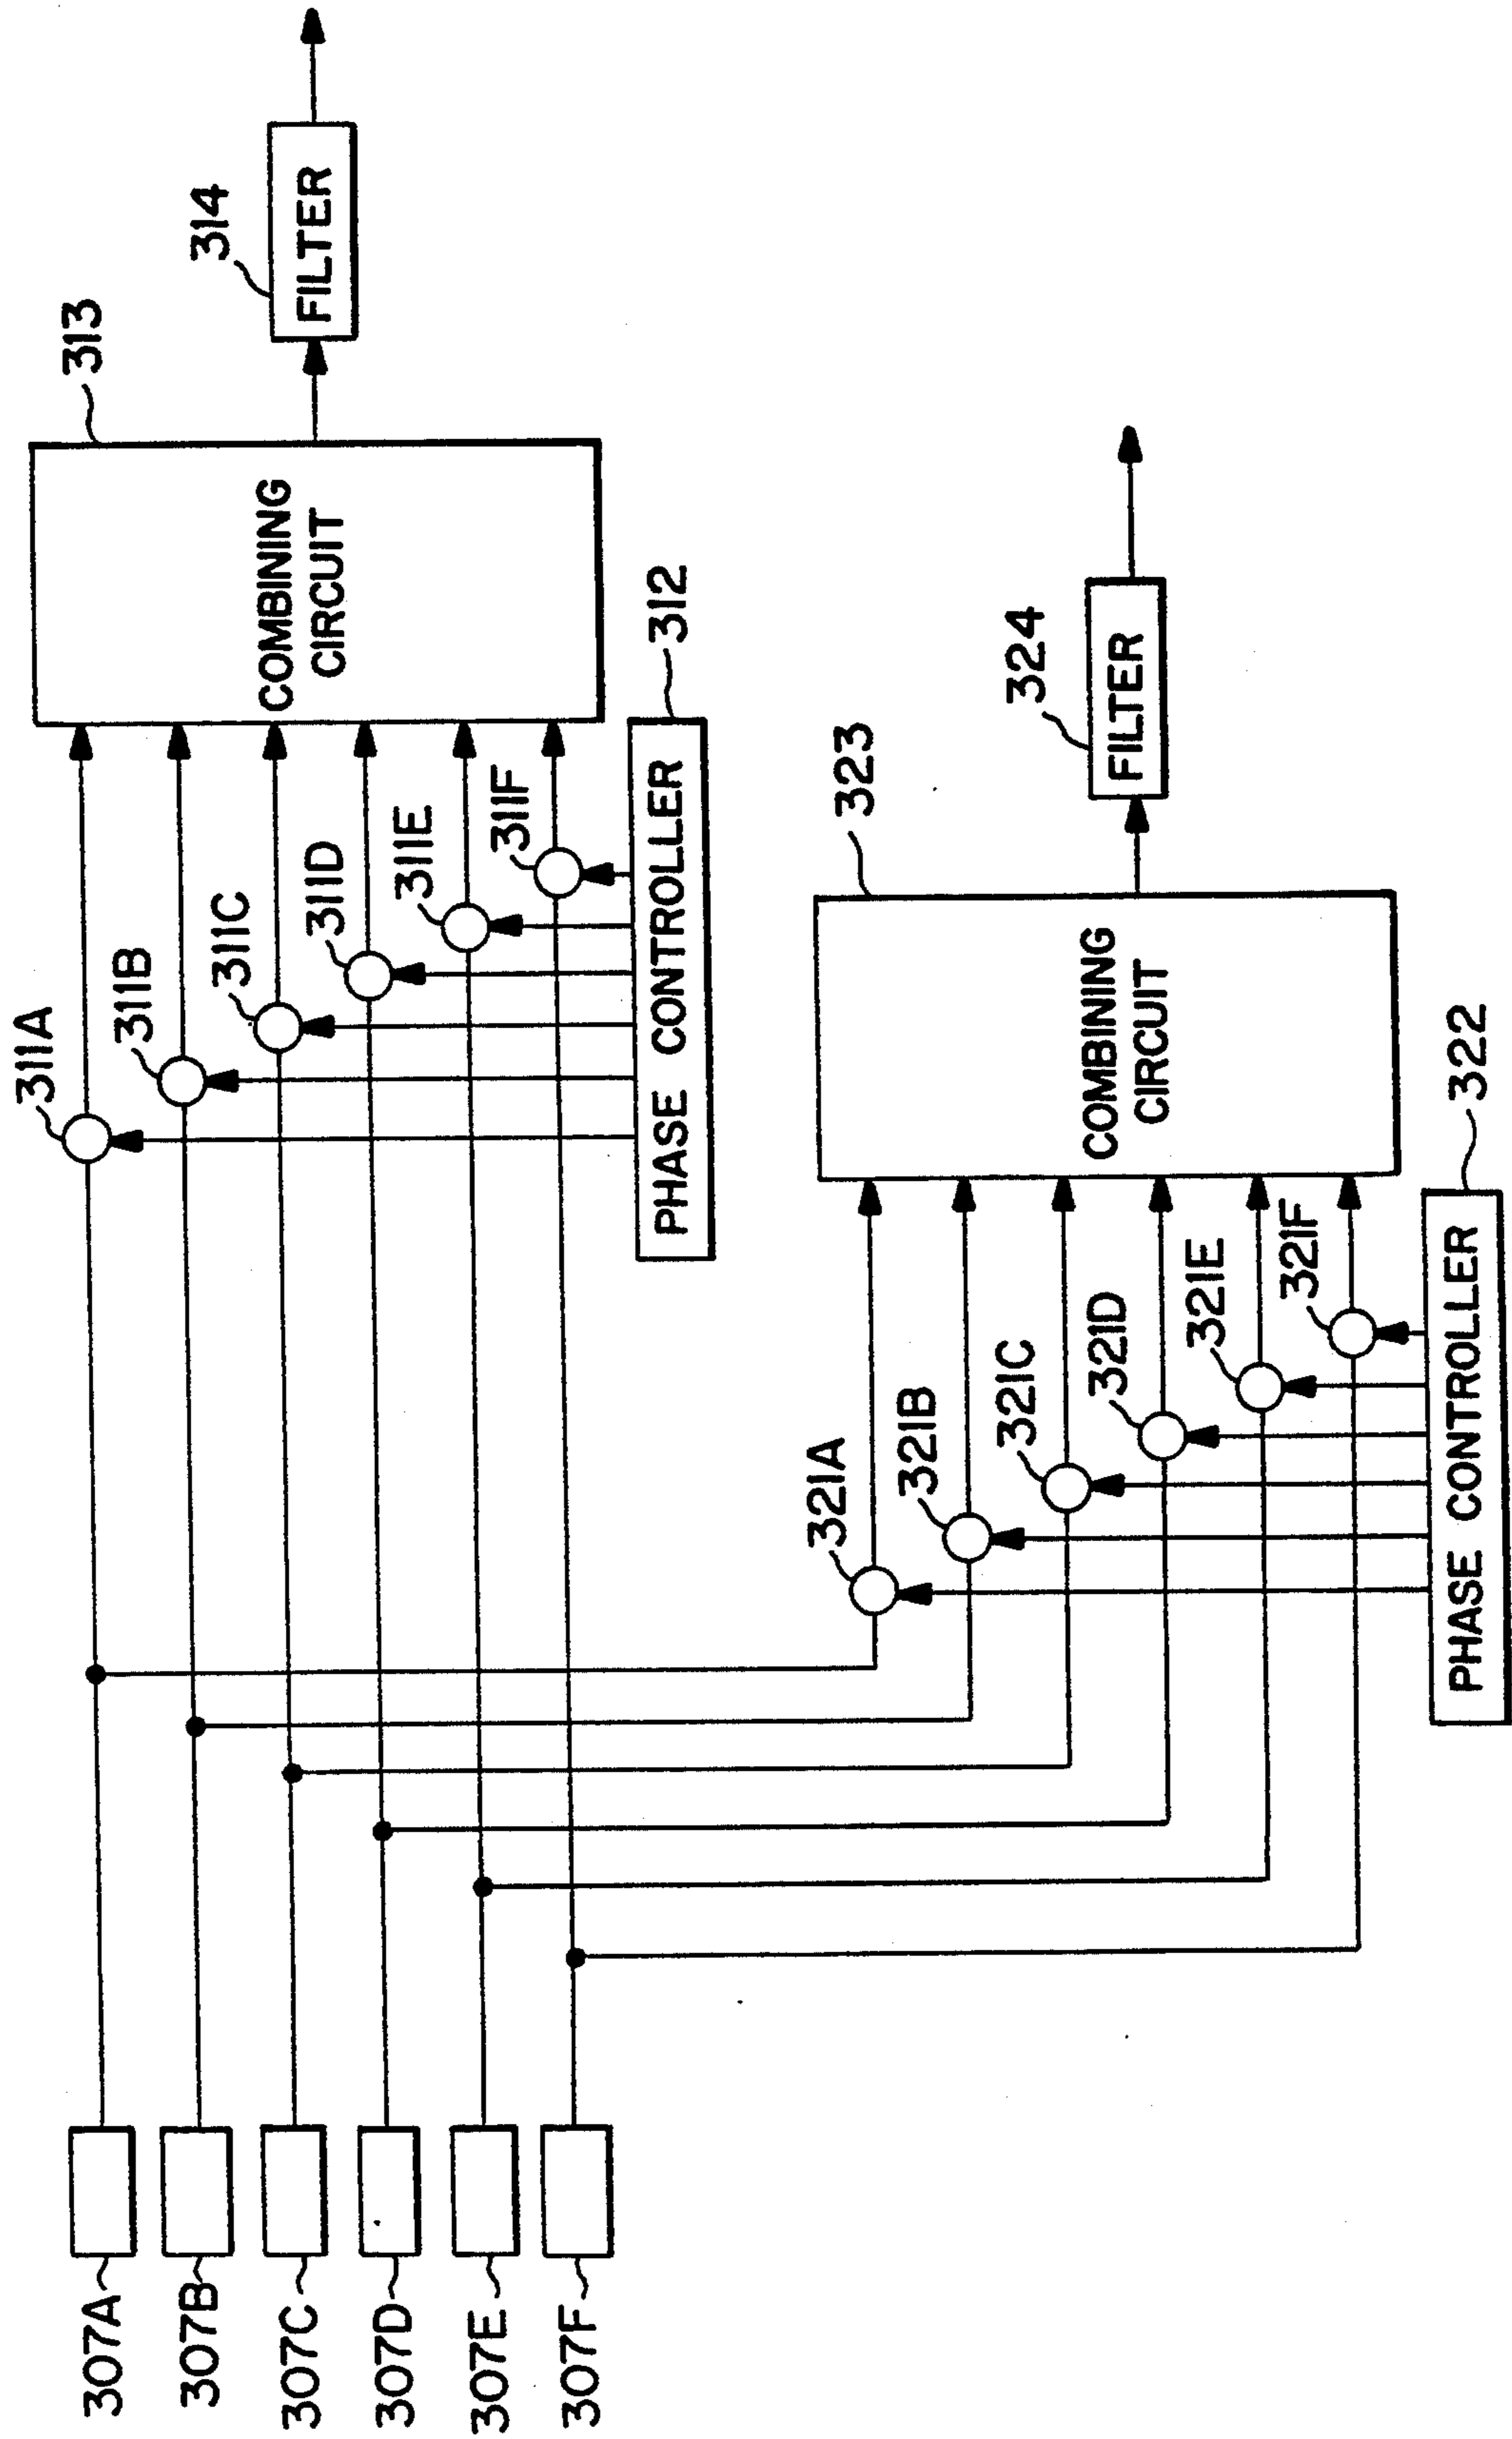 307A
307B
307C
307D
307E
307F
311A
311B
311C
311D
311E
311F
PHASE CONTROLLER
312
COMBINING
CIRCUIT
313
FILTER
314
321A
321B
321C
321D
321E
321F
PHASE CONTROLLER
322
COMBINING
CIRCUIT
323
FILTER
324